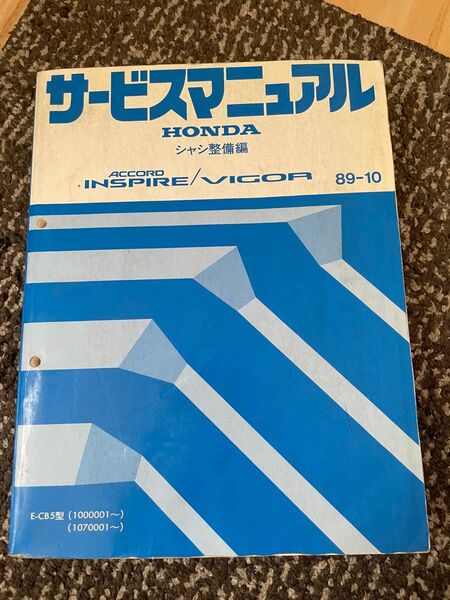 サービスマニュアル
HONDA
シャシ整備編
ACCORD
INSPIRE/VIGOR 89-10
E-CB5型 (1000001〜)
(1070001〜)